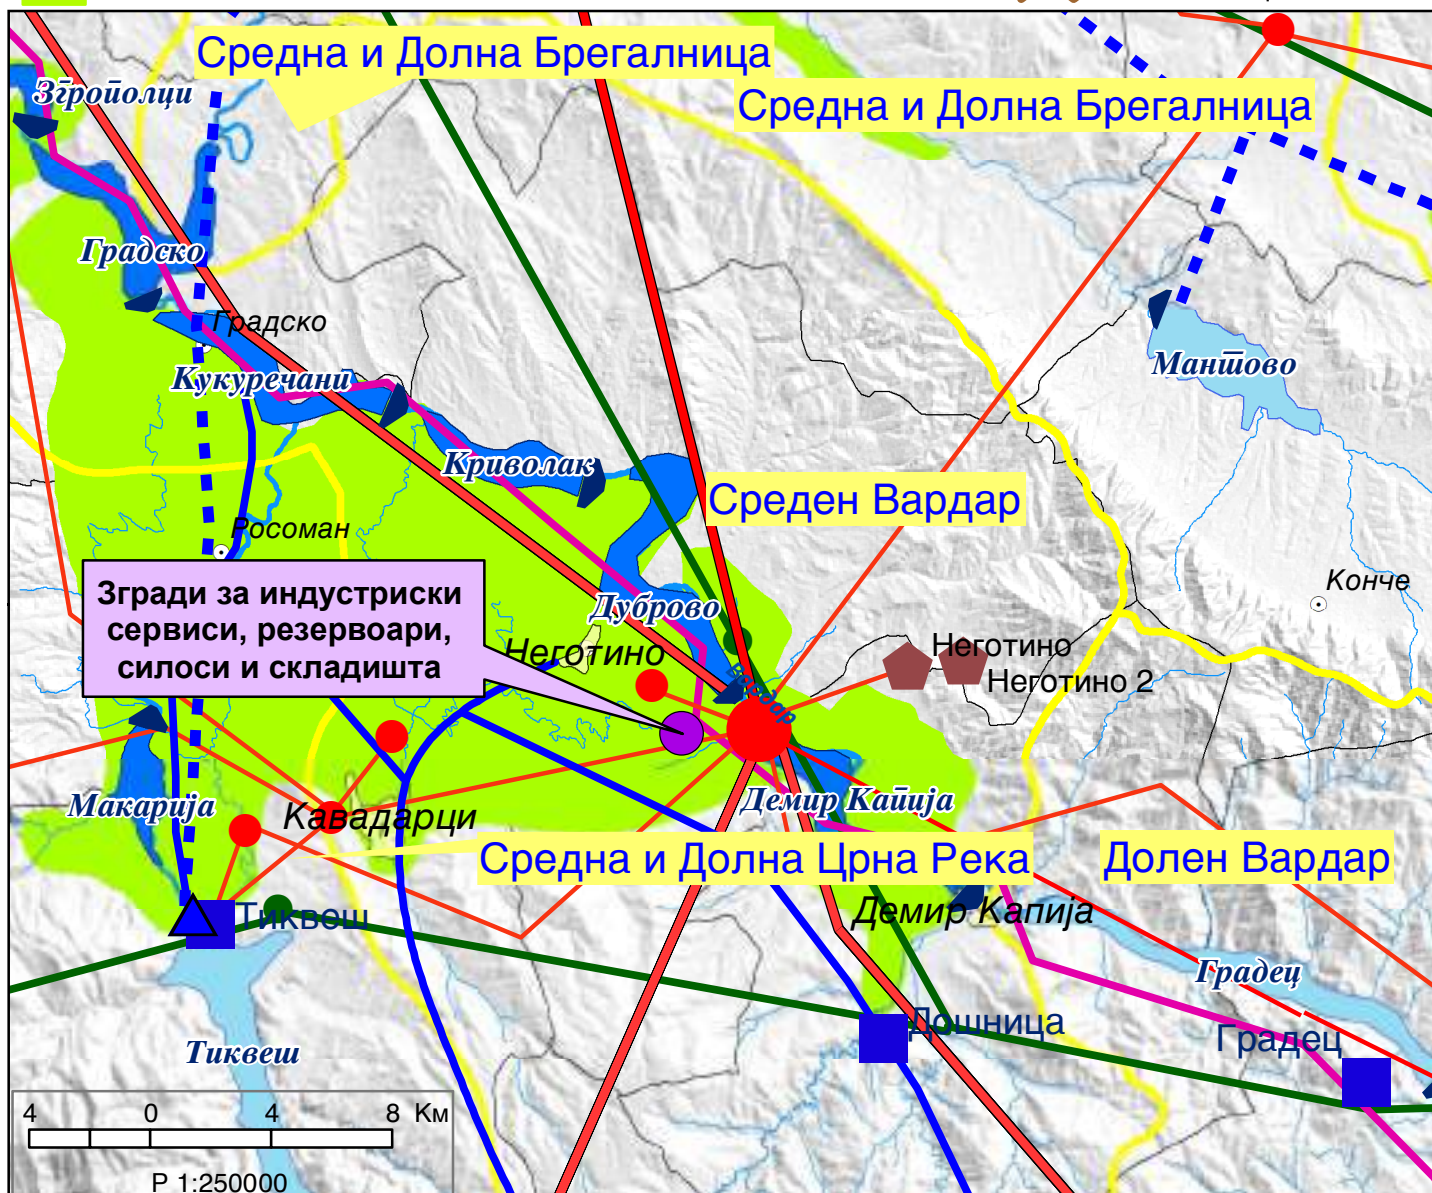 Средна и Долна Брегалница
Згрополци
Средна и Долна Брегалница
Градско
Градско
Мантово
Кукуречани
Криволак
Среден Вардар
Росоман
Конче
Згради за индустриски
сервиси, резервоари,
силоси и складишта
Дуброво
Неготино
Неготино
Неготино 2
Вардар
Макарија
Демир Капија
Кавадарци
Средна и Долна Црна Река
Долен Вардар
Тиквеш
Демир Капија
Градец
Дошница
Градец
Тиквеш
4 0 4 8 Км
Р 1:250000